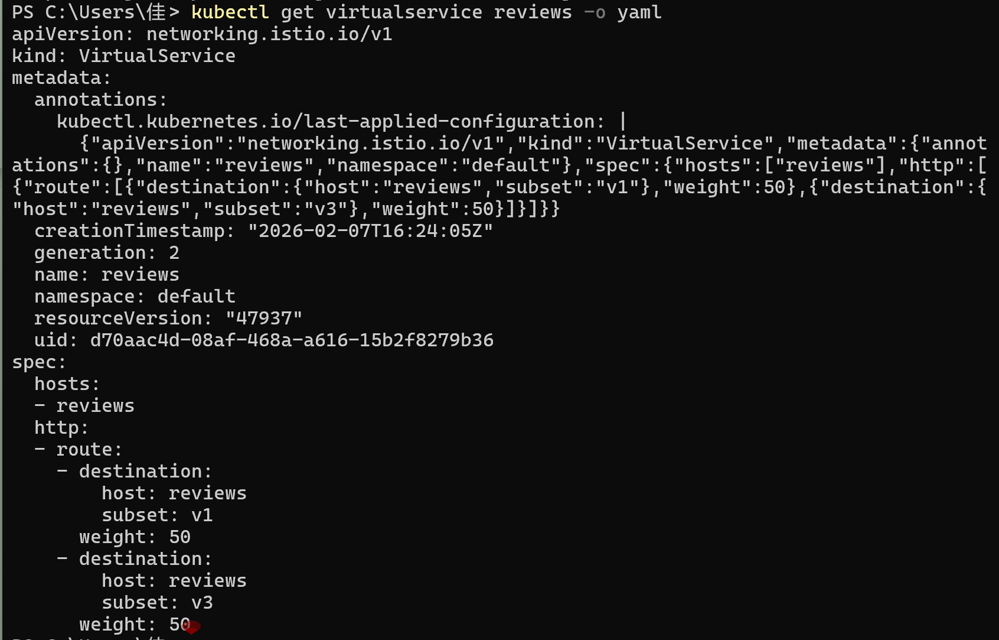 PS C:\Users\佳> kubectl get virtualservice reviews -o yaml
apiVersion: networking.istio.io/v1
kind: VirtualService
metadata:
  annotations:
    kubectl.kubernetes.io/last-applied-configuration: |
      {"apiVersion":"networking.istio.io/v1","kind":"VirtualService","metadata":{"annot
ations":{},"name":"reviews","namespace":"default"},"spec":{"hosts":["reviews"],"http":[
{"route":[{"destination":{"host":"reviews","subset":"v1"},"weight":50},{"destination":{
"host":"reviews","subset":"v3"},"weight":50}]}]}}
  creationTimestamp: "2026-02-07T16:24:05Z"
  generation: 2
  name: reviews
  namespace: default
  resourceVersion: "47937"
  uid: d70aac4d-08af-468a-a616-15b2f8279b36
spec:
  hosts:
  - reviews
  http:
  - route:
    - destination:
        host: reviews
        subset: v1
      weight: 50
    - destination:
        host: reviews
        subset: v3
      weight: 50